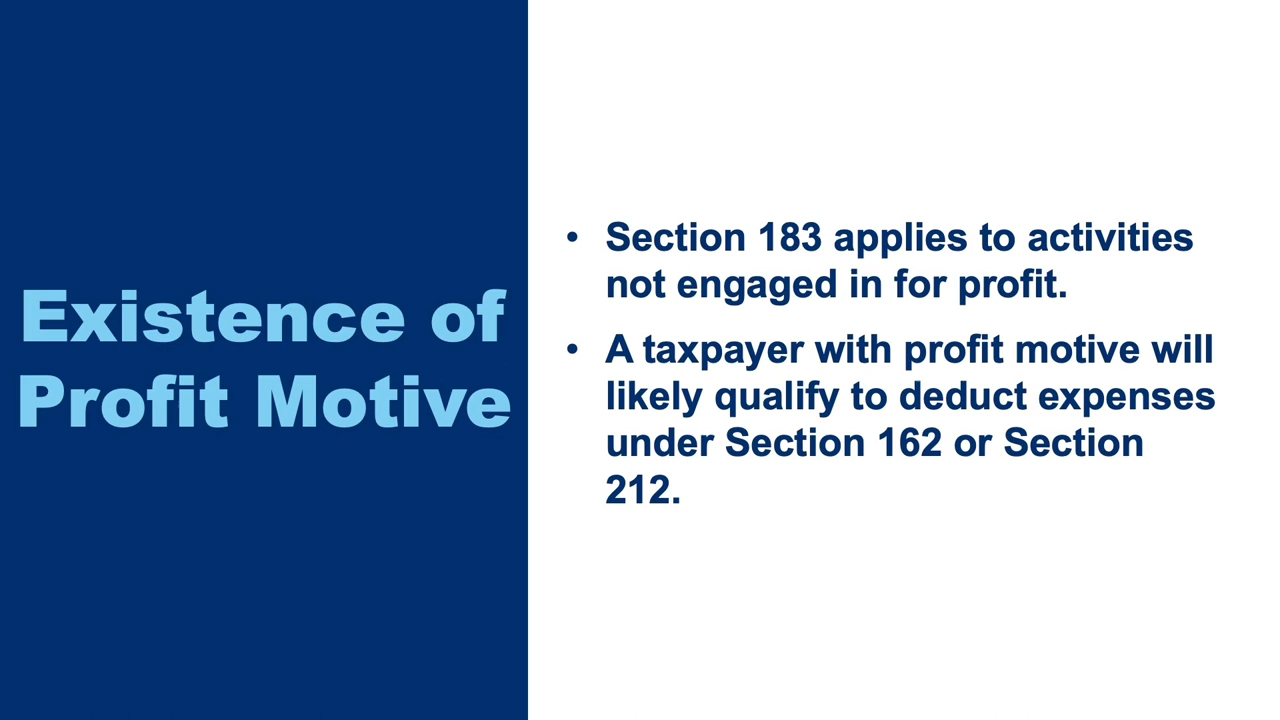 Existence of
Profit Motive
• Section 183 applies to activities
not engaged in for profit.
• A taxpayer with profit motive will
likely qualify to deduct expenses
under Section 162 or Section
212.